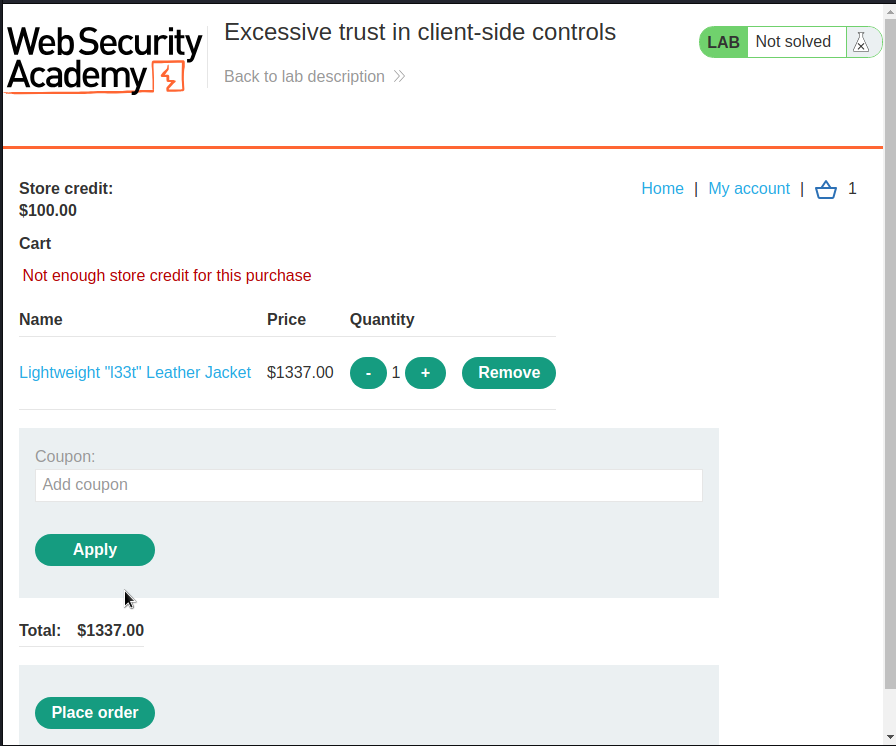 Web Security
Academy
Excessive trust in client-side controls
Back to lab description
LAB Not solved
Store credit:
$100.00
Home | My account | 1
Cart
Not enough store credit for this purchase
Name Price Quantity
Lightweight "l33t" Leather Jacket $1337.00 - 1 + Remove
Coupon:
Add coupon
Apply
Total: $1337.00
Place order